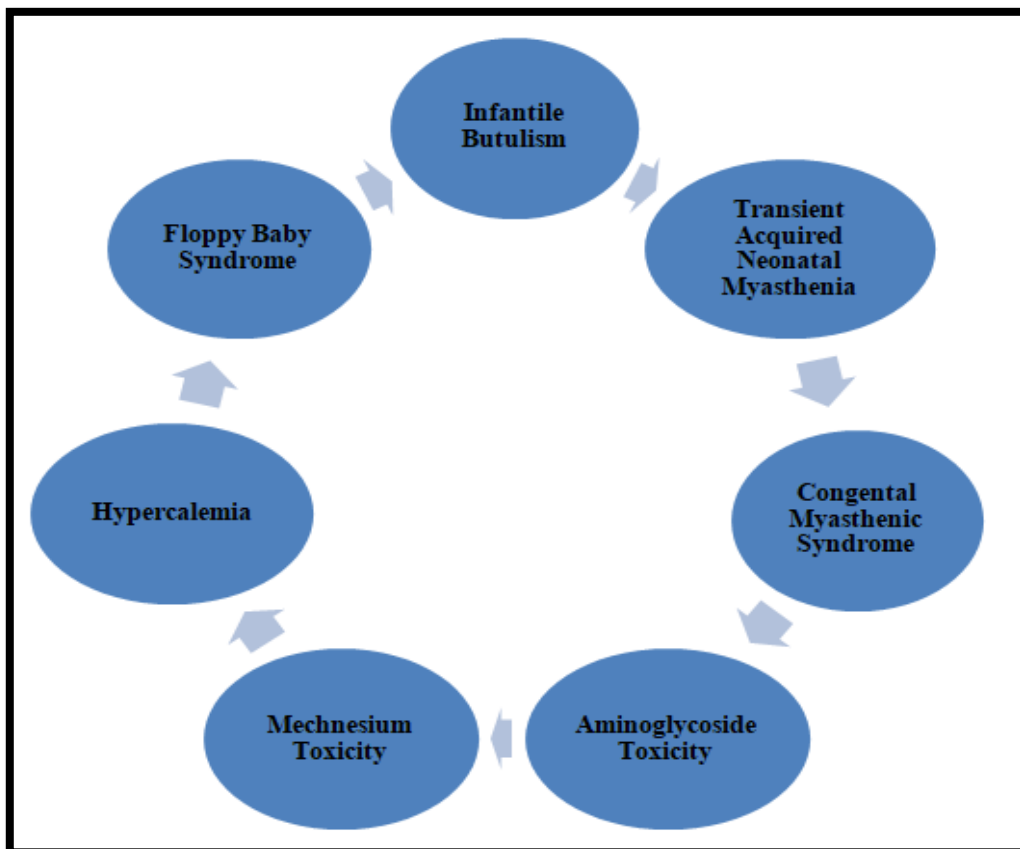 Infantile
Butulism
Transient
Acquired
Neonatal
Myasthenia
Congental
Myasthenic
Syndrome
Aminoglycoside
Toxicity
Mechnesium
Toxicity
Hypercalemia
Floppy Baby
Syndrome